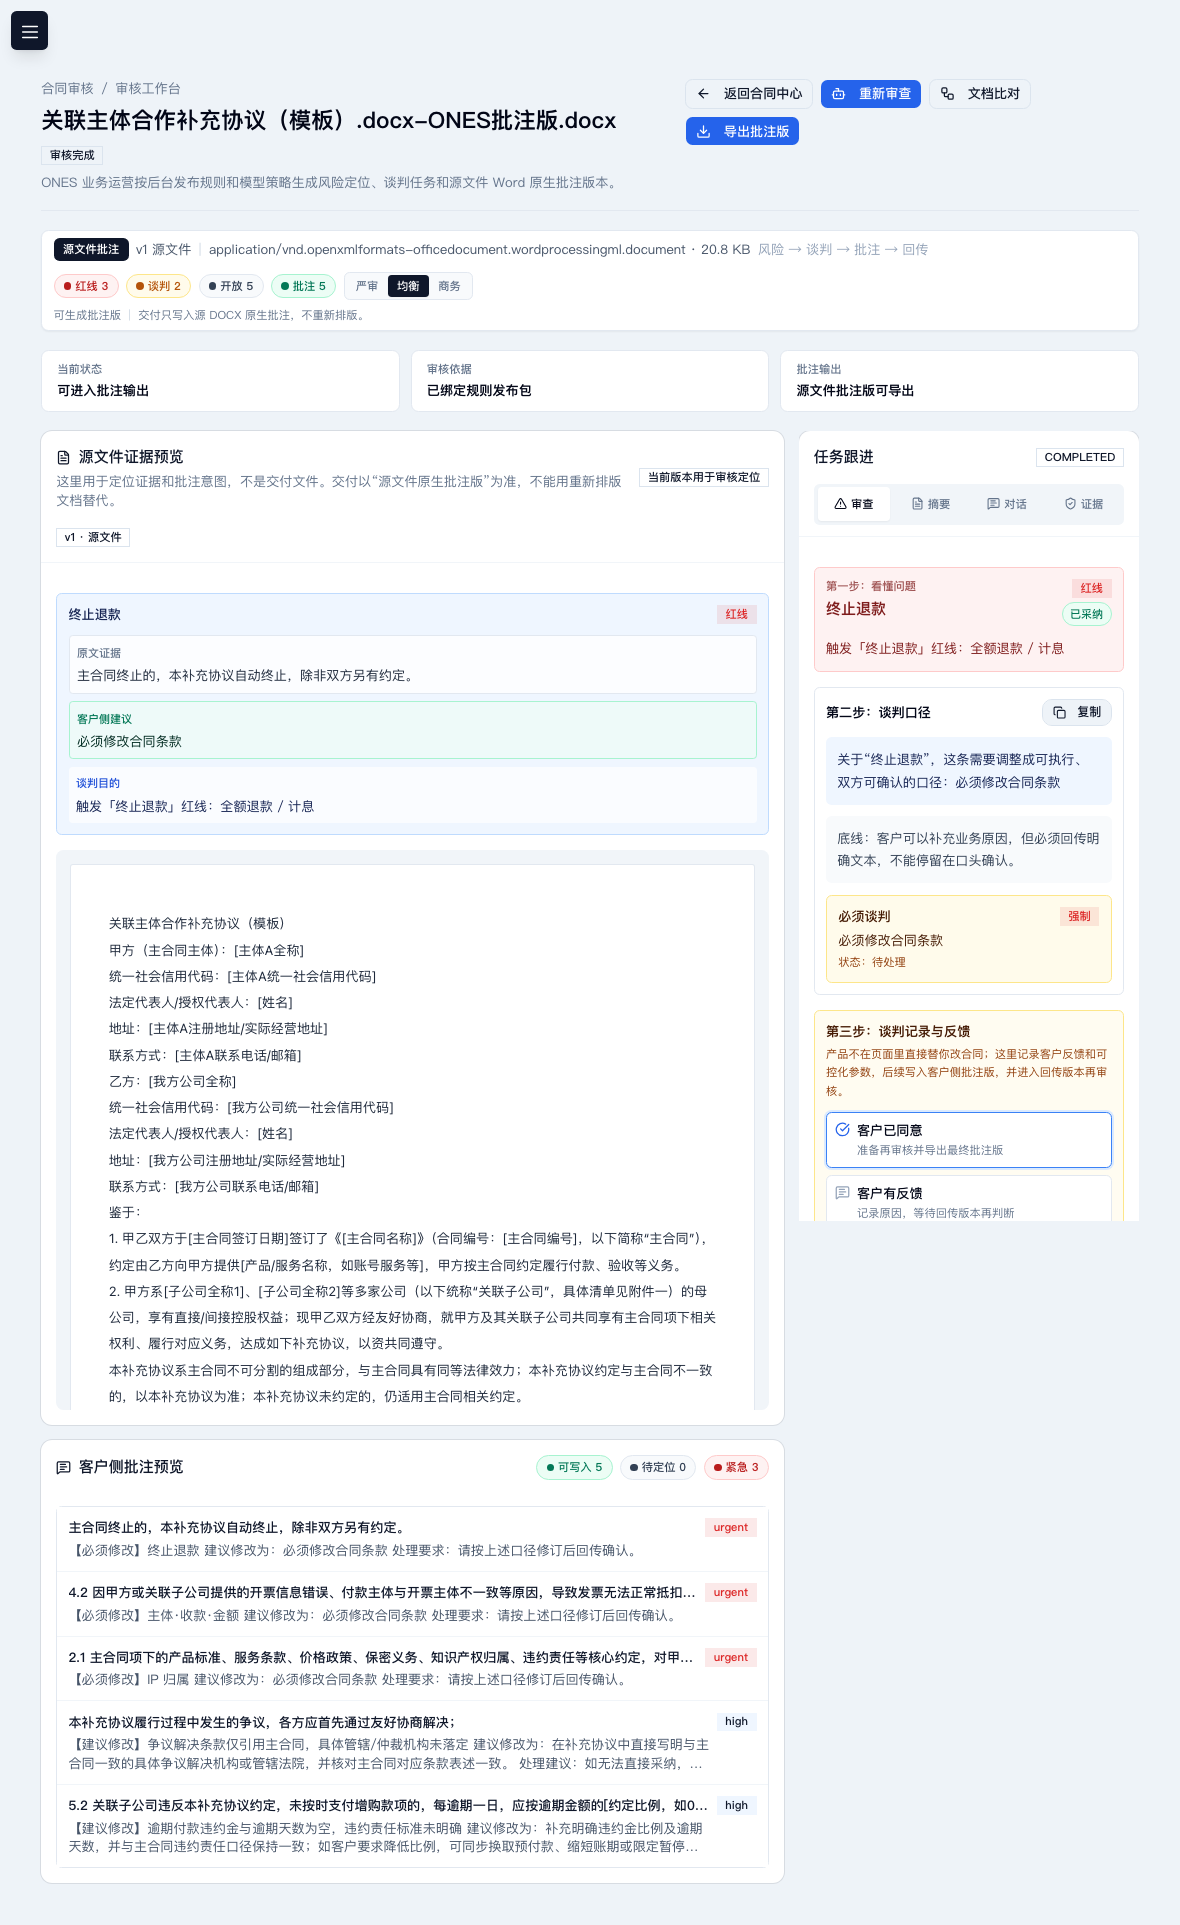 合同审核 / 审核工作台
关联主体合作补充协议（模板）.docx-ONES批注版.docx
审核完成
ONES 业务运营按后台发布规则和模型策略生成风险定位、谈判任务和源文件 Word 原生批注版本。
返回合同中心
重新审查
文档比对
导出批注版
源文件批注 v1 源文件 application/vnd.openxmlformats-officedocument.wordprocessingml.document · 20.8 KB 风险 → 谈判 → 批注 → 回传
红线 3 谈判 2 开放 5 批注 5 严审 均衡 商务
可生成批注版 交付只写入源 DOCX 原生批注，不重新排版。
当前状态
可进入批注输出
审核依据
已绑定规则发布包
批注输出
源文件批注版可导出
源文件证据预览
这里用于定位证据和批注意图，不是交付文件。交付以“源文件原生批注版”为准，不能用重新排版
文档替代。
当前版本用于审核定位
v1 · 源文件
终止退款
红线
原文证据
主合同终止的，本补充协议自动终止，除非双方另有约定。
客户侧建议
必须修改合同条款
谈判目的
触发「终止退款」红线：全额退款 / 计息
关联主体合作补充协议（模板）
甲方（主合同主体）：[主体A全称]
统一社会信用代码：[主体A统一社会信用代码]
法定代表人/授权代表人：[姓名]
地址：[主体A注册地址/实际经营地址]
联系方式：[主体A联系电话/邮箱]
乙方：[我方公司全称]
统一社会信用代码：[我方公司统一社会信用代码]
法定代表人/授权代表人：[姓名]
地址：[我方公司注册地址/实际经营地址]
联系方式：[我方公司联系电话/邮箱]
鉴于：
1. 甲乙双方于[主合同签订日期]签订了《[主合同名称]》（合同编号：[主合同编号]，以下简称“主合同”），
约定由乙方向甲方提供[产品/服务名称，如账号服务等]，甲方按主合同约定履行付款、验收等义务。
2. 甲方系[子公司全称1]、[子公司全称2]等多家公司（以下统称“关联子公司”，具体清单见附件一）的母
公司，享有直接/间接控股权益；现甲乙双方经友好协商，就甲方及其关联子公司共同享有主合同项下相关
权利、履行对应义务，达成如下补充协议，以资共同遵守。
本补充协议系主合同不可分割的组成部分，与主合同具有同等法律效力；本补充协议约定与主合同不一致
的，以本补充协议为准；本补充协议未约定的，仍适用主合同相关约定。
任务跟进
COMPLETED
审查 摘要 对话 证据
第一步：看懂问题
红线
终止退款
已采纳
触发「终止退款」红线：全额退款 / 计息
第二步：谈判口径
复制
关于“终止退款”，这条需要调整成可执行、
双方可确认的口径：必须修改合同条款
底线：客户可以补充业务原因，但必须回传明
确文本，不能停留在口头确认。
必须谈判
强制
必须修改合同条款
状态：待处理
第三步：谈判记录与反馈
产品不在页面里直接替你改合同；这里记录客户反馈和可
控化参数，后续写入客户侧批注版，并进入回传版本再审
核。
客户已同意
准备再审核并导出最终批注版
客户有反馈
记录原因，等待回传版本再判断
客户侧批注预览
可写入 5 待定位 0 紧急 3
主合同终止的，本补充协议自动终止，除非双方另有约定。
urgent
【必须修改】终止退款 建议修改为：必须修改合同条款 处理要求：请按上述口径修订后回传确认。
4.2 因甲方或关联子公司提供的开票信息错误、付款主体与开票主体不一致等原因，导致发票无法正常抵扣...
urgent
【必须修改】主体·收款·金额 建议修改为：必须修改合同条款 处理要求：请按上述口径修订后回传确认。
2.1 主合同项下的产品标准、服务条款、价格政策、保密义务、知识产权归属、违约责任等核心约定，对甲...
urgent
【必须修改】IP 归属 建议修改为：必须修改合同条款 处理要求：请按上述口径修订后回传确认。
本补充协议履行过程中发生的争议，各方应首先通过友好协商解决；
high
【建议修改】争议解决条款仅引用主合同，具体管辖/仲裁机构未落定 建议修改为：在补充协议中直接写明与主
合同一致的具体争议解决机构或管辖法院，并核对主合同对应条款表述一致。 处理建议：如无法直接采纳，...
5.2 关联子公司违反本补充协议约定，未按时支付增购款项的，每逾期一日，应按逾期金额的[约定比例，如0...
high
【建议修改】逾期付款违约金与逾期天数为空，违约责任标准未明确 建议修改为：补充明确违约金比例及逾期
天数，并与主合同违约责任口径保持一致；如客户要求降低比例，可同步换取预付款、缩短账期或限定暂停...